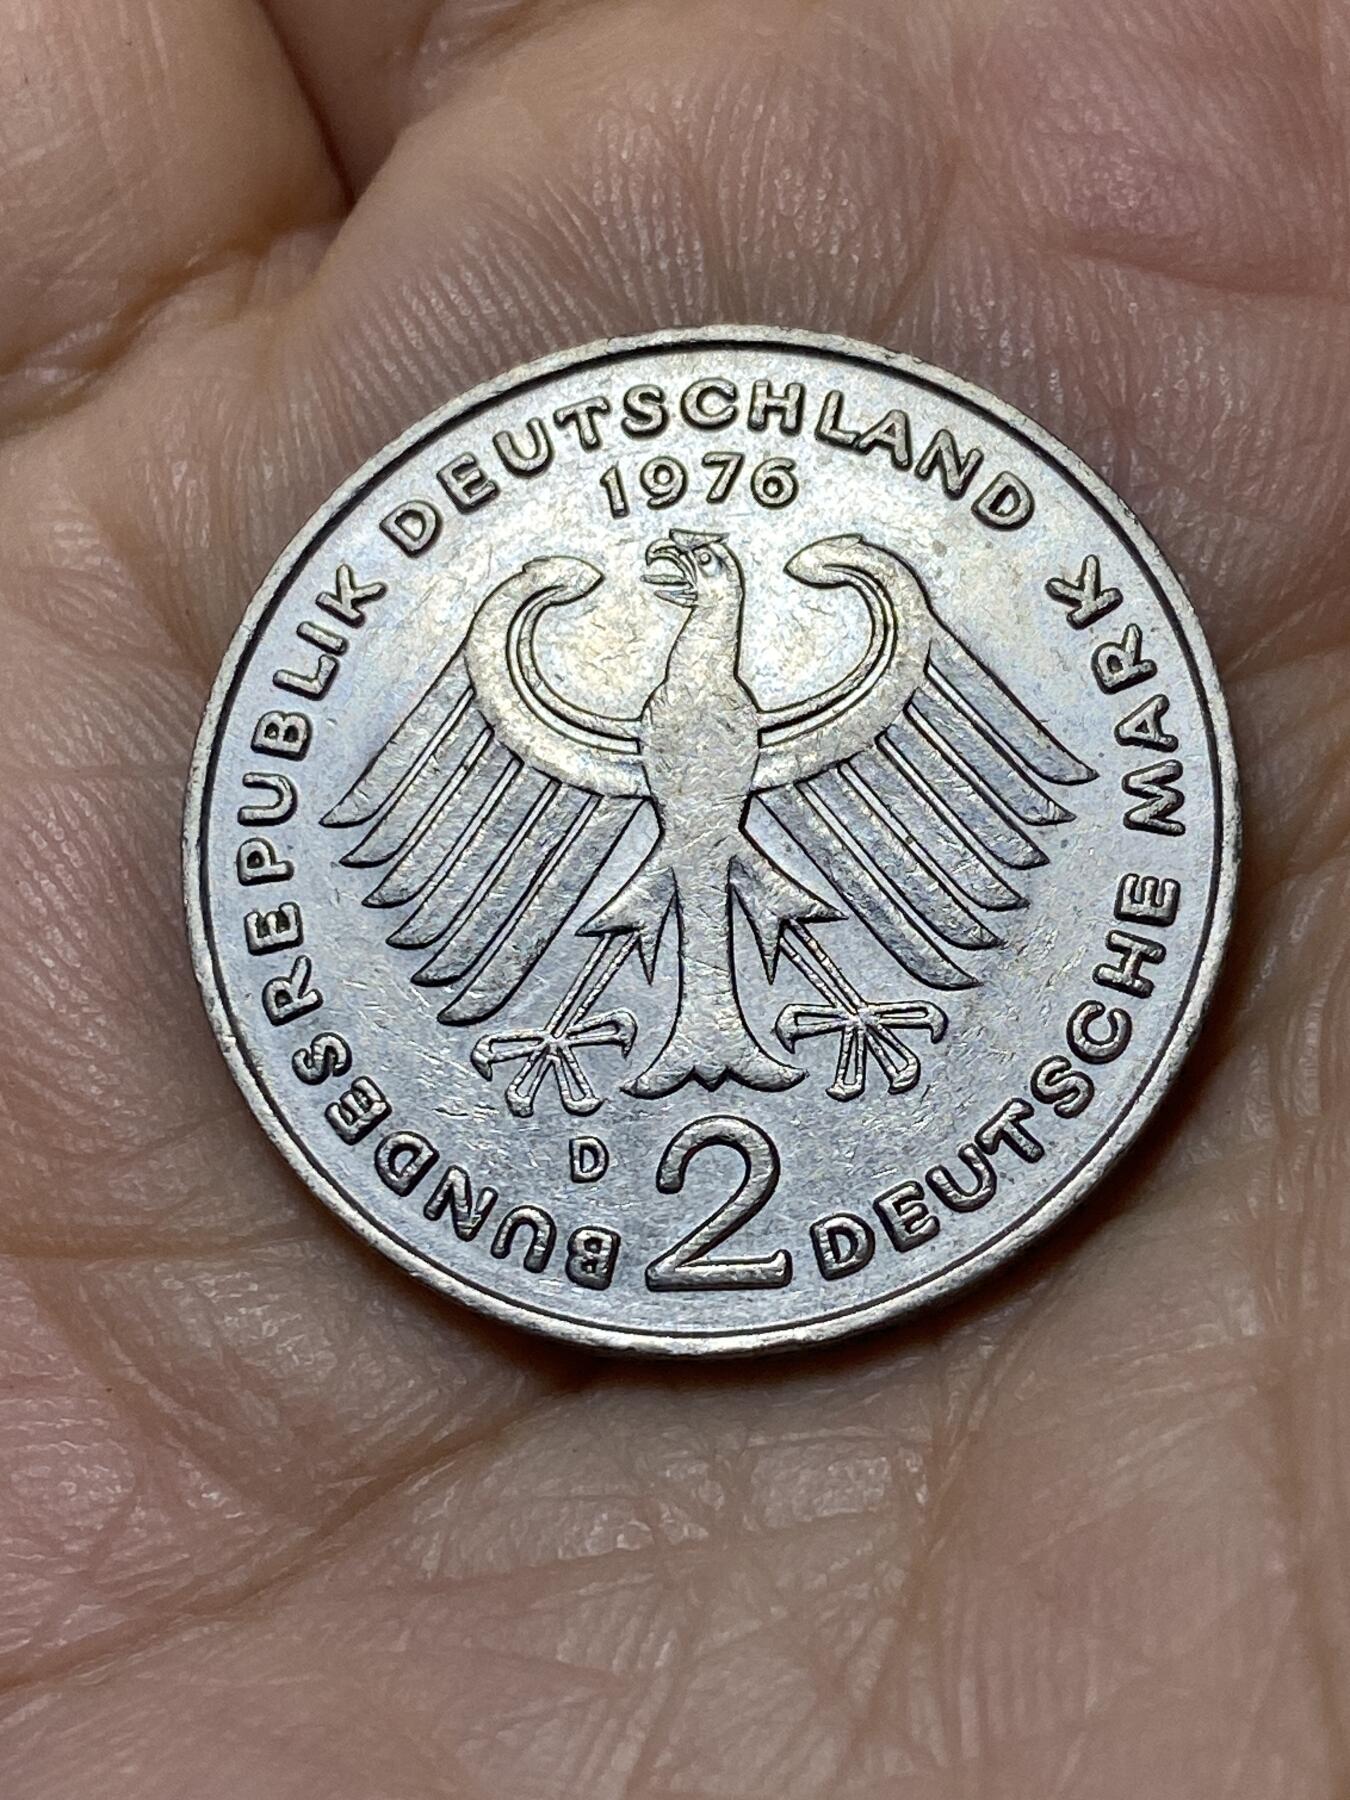 BUNDESREPUBLIK DEUTSCHLAND
1976
D
2 DEUTSCHE MARK